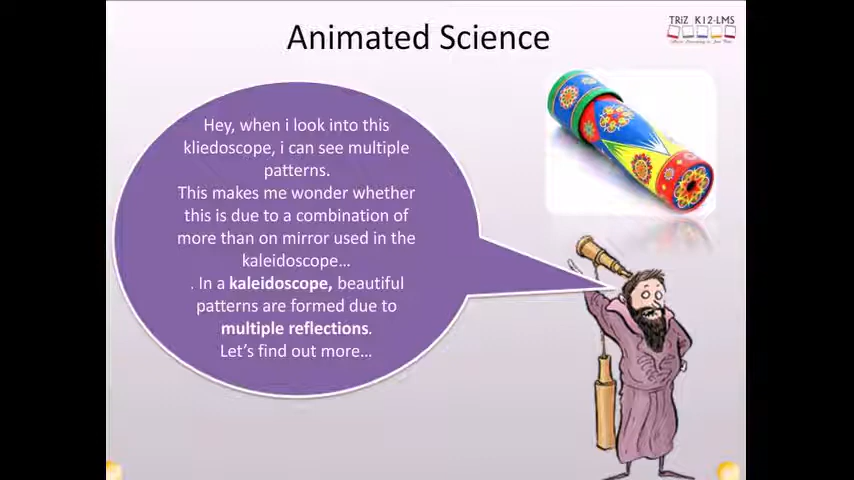 Animated Science
TRiZ K12-LMS
Hey, when i look into this
kliedoscope, i can see multiple
patterns.
This makes me wonder whether
this is due to a combination of
more than on mirror used in the
kaleidoscope...
. In a kaleidoscope, beautiful
patterns are formed due to
multiple reflections.
Let's find out more...